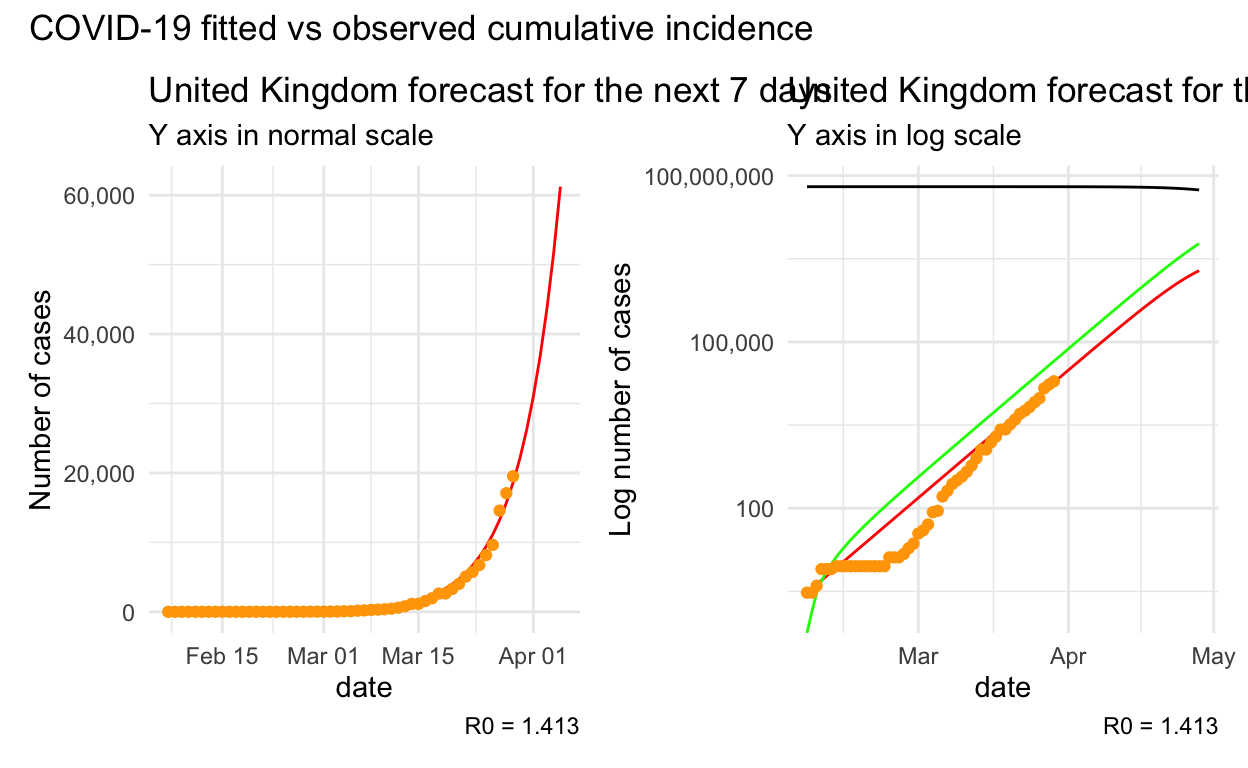 COVID-19 fitted vs observed cumulative incidence
United Kingdom forecast for the next 7 days
Y axis in normal scale
60,000
40,000
20,000
0
Number of cases
Feb 15 Mar 01 Mar 15 Apr 01
date
R0 = 1.413
United Kingdom forecast for
Y axis in log scale
100,000,000
100,000
100
Log number of cases
Mar Apr May
date
R0 = 1.413